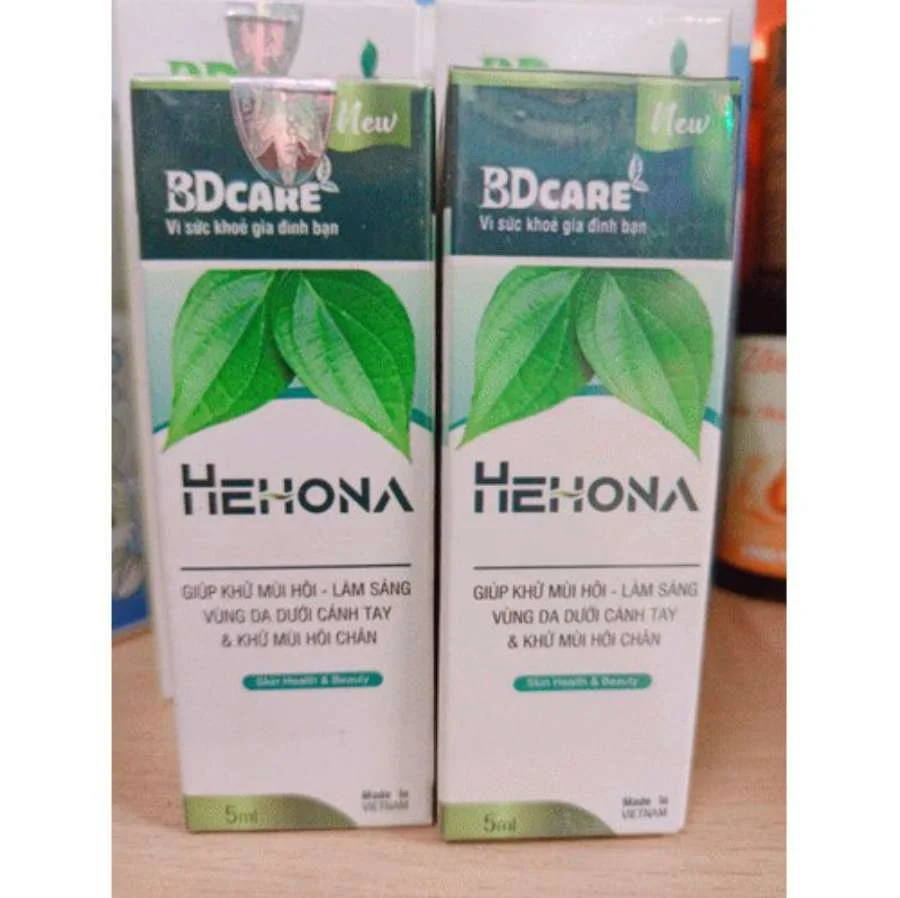 New
BDCARE
Vì sức khoẻ gia đình bạn
HEHONA
GIÚP KHỬ MÙI HÔI - LÀM SÁNG
VÙNG DA DƯỚI CÁNH TAY
& KHỬ MÙI HÔI CHÂN
Skin Health & Beauty
Made in
VIETNAM
5ml
New
BDCARE
Vì sức khoẻ gia đình bạn
HEHONA
GIÚP KHỬ MÙI HÔI - LÀM SÁNG
VÙNG DA DƯỚI CÁNH TAY
& KHỬ MÙI HÔI CHÂN
Skin Health & Beauty
Made in
VIETNAM
5ml